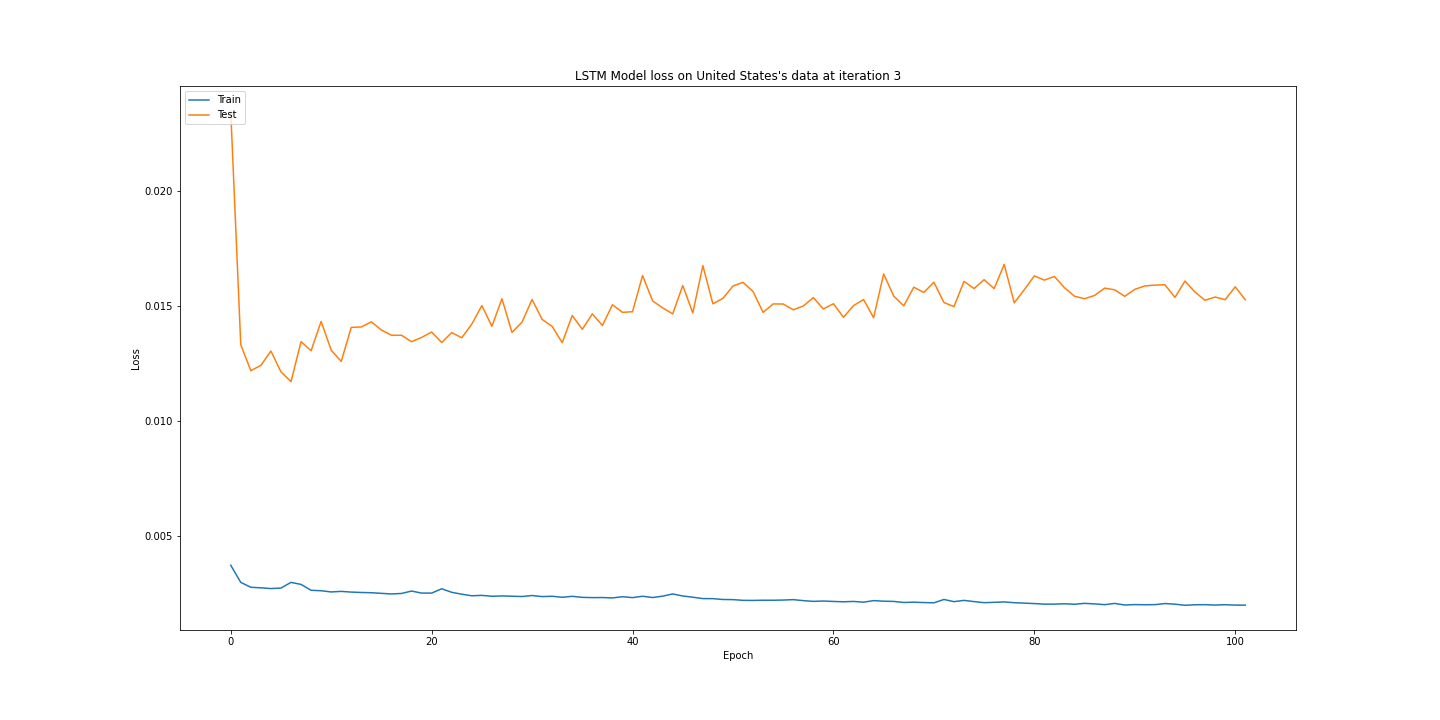 LSTM Model loss on United States's data at iteration 3
Train
Test
0.020
0.015
0.010
0.005
Loss
0 20 40 60 80 100
Epoch